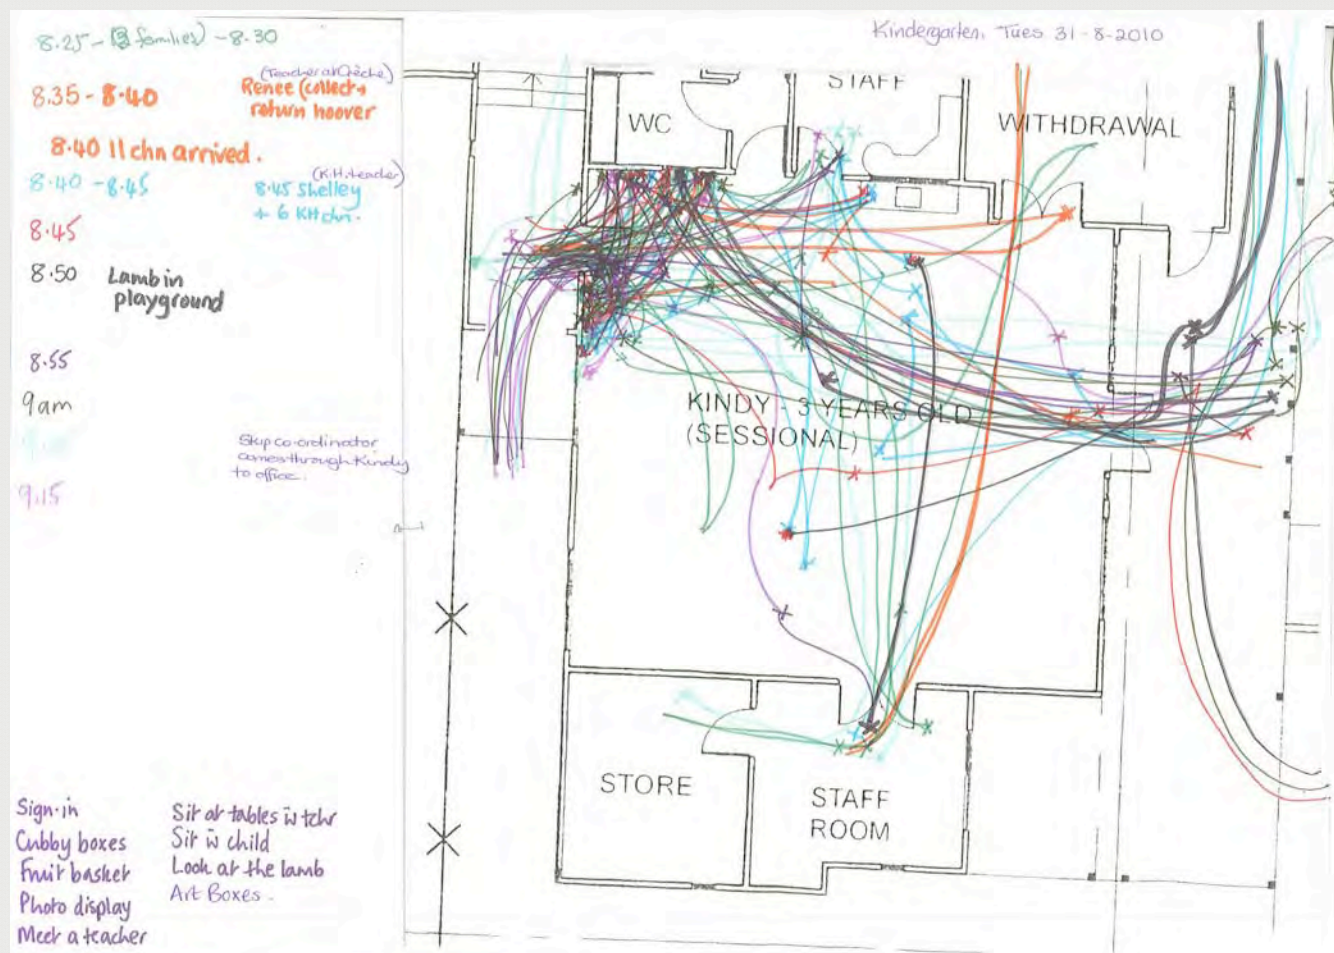 Kindergarten, Tues 31-8-2010
8.25 - (3 families) - 8.30
(Teacher at Crèche)
8.35 - 8.40 Renee (collect +
return hoover
8.40 11 chn arrived.
(K.H. teacher)
8.40 - 8.45 8.45 Shelley
+ 6 KH chn.
8.45
8.50 Lamb in
playground
8.55
9am
Skip co-ordinator
comes through Kindy
to office.
9.15
STAFF
WC
WITHDRAWAL
KINDY 3 YEARS OLD
(SESSIONAL)
STORE
STAFF
ROOM
Sign-in
Cubby boxes
Fruit basket
Photo display
Meet a teacher
Sit at tables w tchr
Sit w child
Look at the lamb
Art Boxes.